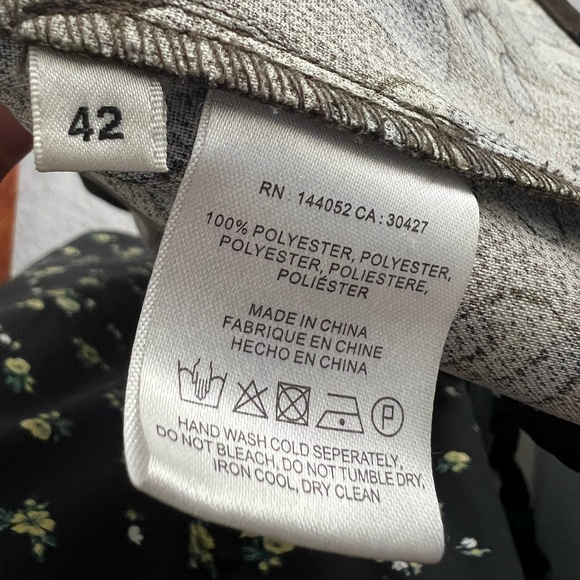 42
RN : 144052 CA : 30427
100% POLYESTER, POLYESTER,
POLYESTER, POLIESTERE,
POLIÉSTER
MADE IN CHINA
FABRIQUE EN CHINE
HECHO EN CHINA
P
HAND WASH COLD SEPERATELY,
DO NOT BLEACH, DO NOT TUMBLE DRY,
IRON COOL, DRY CLEAN